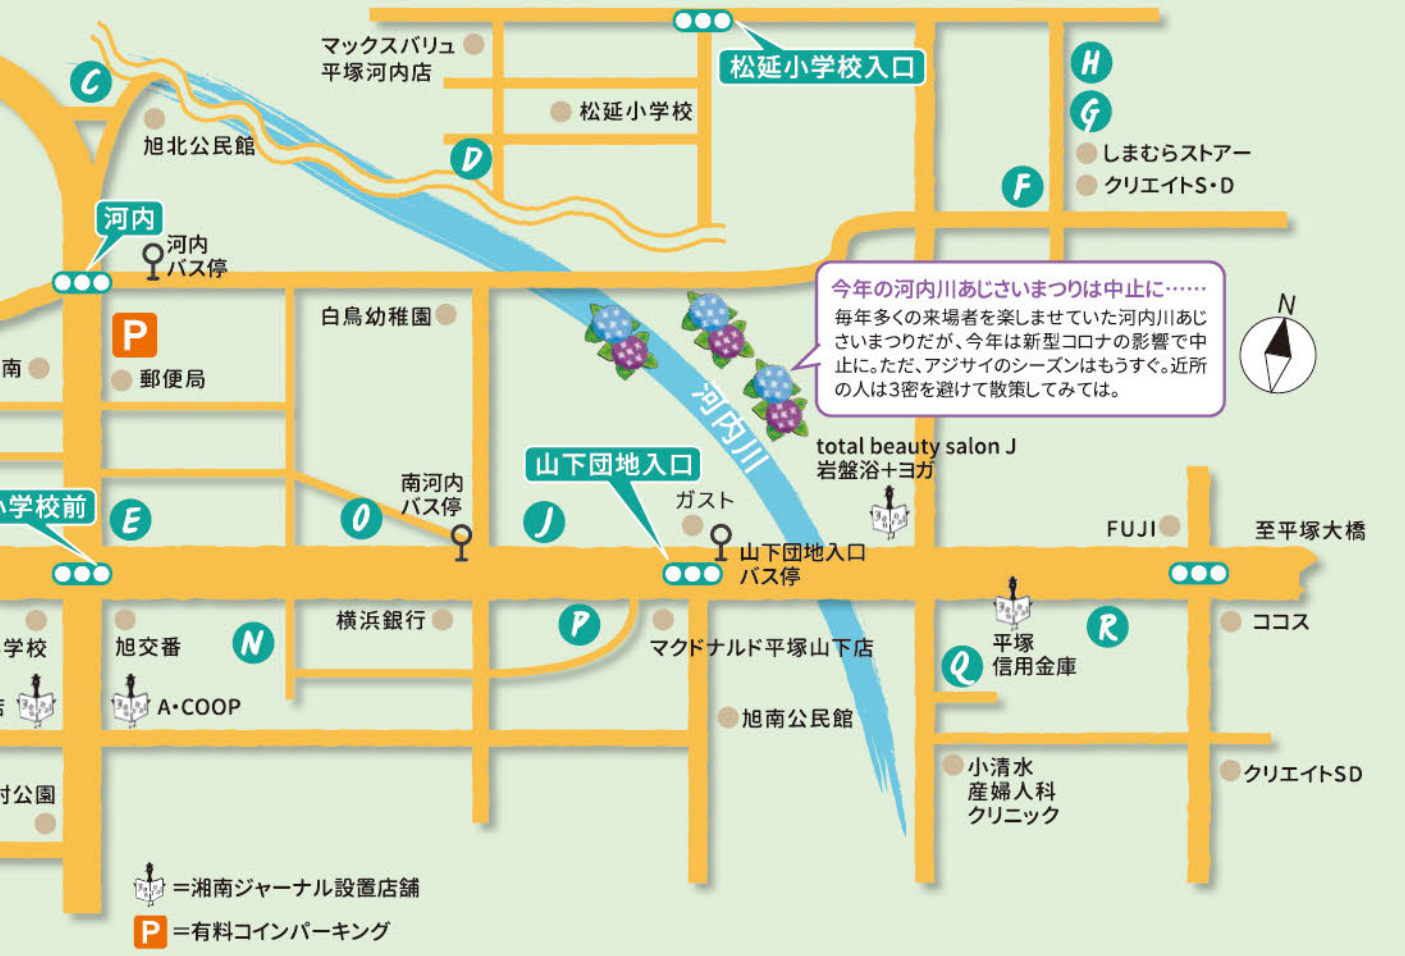 マックスバリュ
平塚河内店
松延小学校入口
C
H
松延小学校
G
旭北公民館
D
しまむらストアー
クリエイトS・D
F
河内
河内
バス停
今年の河内川あじさいまつりは中止に……
毎年多くの来場者を楽しませていた河内川あじ
さいまつりだが、今年は新型コロナの影響で中
止に。ただ、アジサイのシーズンはもうすぐ。近所
の人は3密を避けて散策してみては。
N
白鳥幼稚園
P
南
郵便局
河内川
total beauty salon J
岩盤浴+ヨガ
山下団地入口
南河内
バス停
ガスト
小学校前
E
O
J
FUJI
至平塚大橋
山下団地入口
バス停
横浜銀行
P
R
ココス
学校
旭交番
N
マクドナルド平塚山下店
平塚
信用金庫
Q
店
A・COOP
旭南公民館
小清水
産婦人科
クリニック
クリエイトSD
村公園
=湘南ジャーナル設置店舗
P=有料コインパーキング